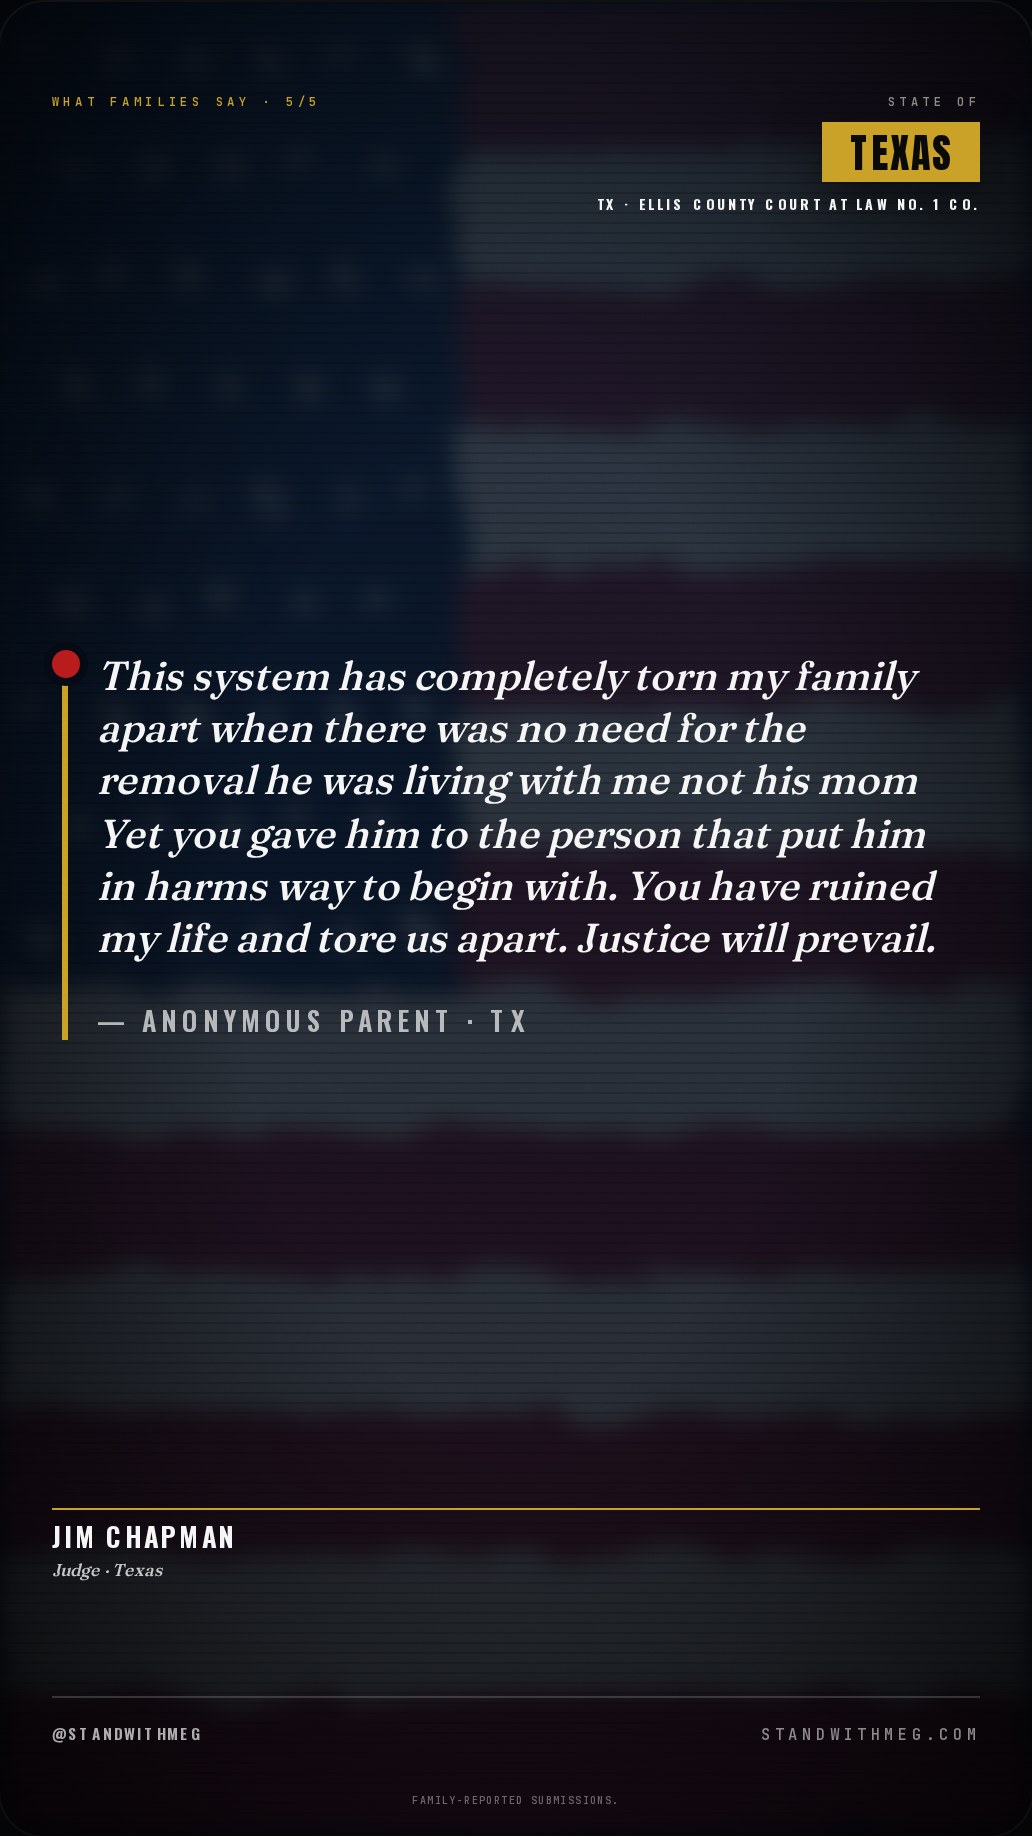 WHAT FAMILIES SAY · 5/5
STATE OF
TEXAS
TX · ELLIS COUNTY COURT AT LAW NO. 1 CO.
This system has completely torn my family
apart when there was no need for the
removal he was living with me not his mom
Yet you gave him to the person that put him
in harms way to begin with. You have ruined
my life and tore us apart. Justice will prevail.
— ANONYMOUS PARENT · TX
JIM CHAPMAN
Judge · Texas
@STANDWITHMEG
STANDWITHMEG.COM
FAMILY-REPORTED SUBMISSIONS.